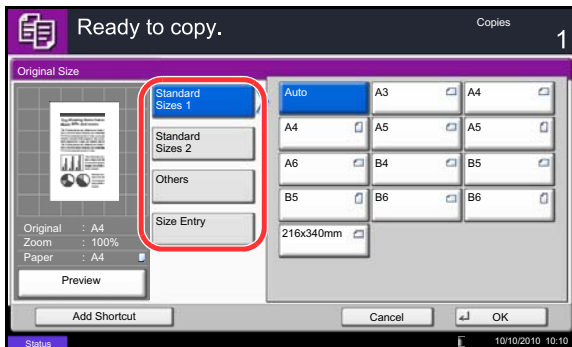 Ready to copy.
Copies
1
Original Size
Standard
Sizes 1
Standard
Sizes 2
Others
Size Entry
Auto
A3
A4
A4
A5
A5
A6
B4
B5
B5
B6
B6
216x340mm
Original : A4
Zoom : 100%
Paper : A4
Preview
Add Shortcut
Cancel
OK
Status
10/10/2010 10:10